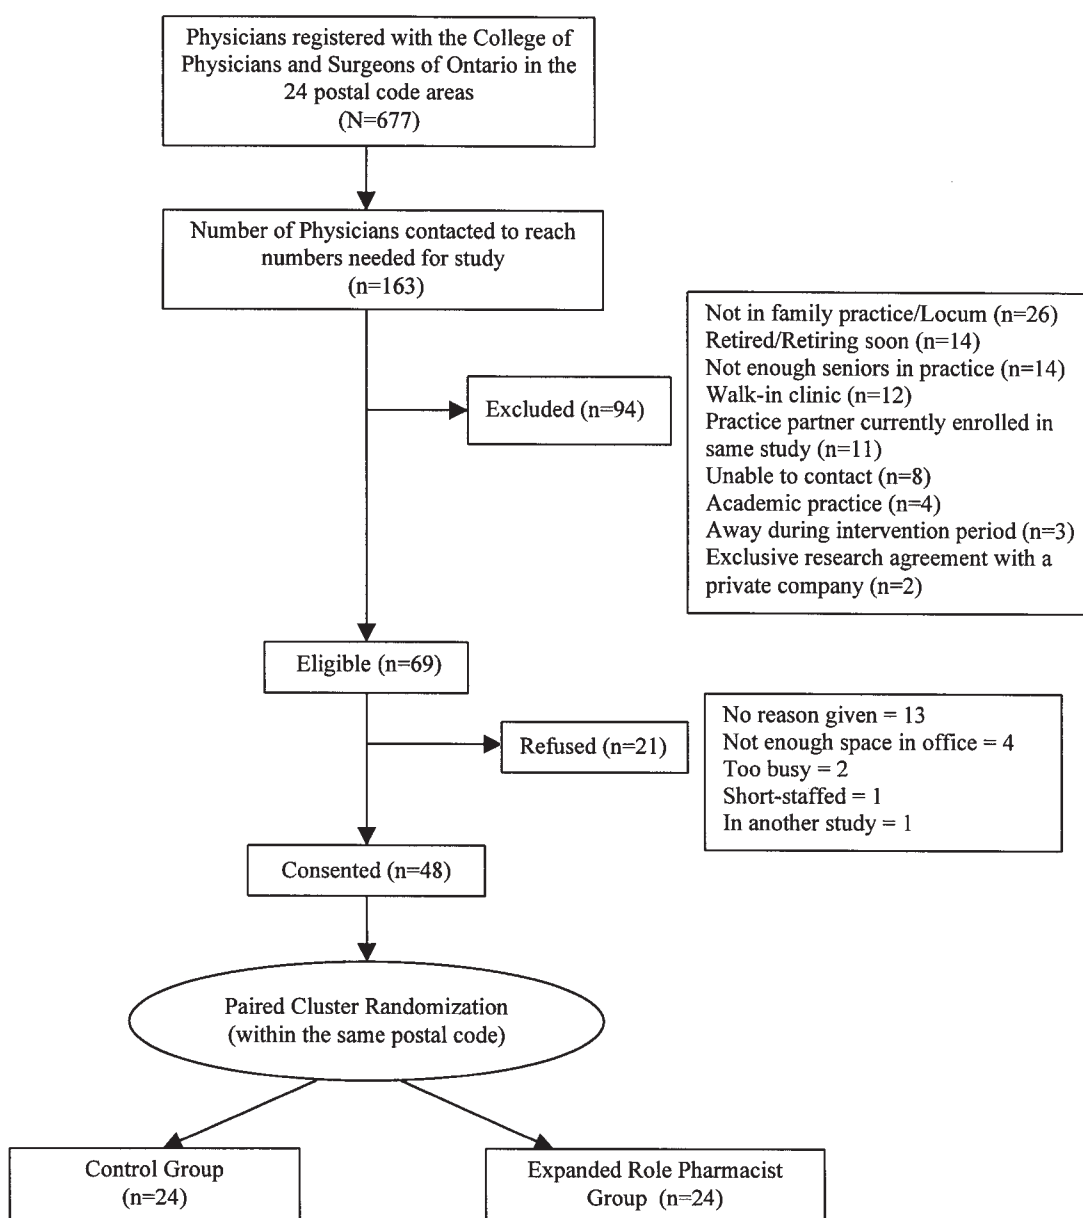 Physicians registered with the College of
Physicians and Surgeons of Ontario in the
24 postal code areas
(N=677)
Number of Physicians contacted to reach
numbers needed for study
(n=163)
Excluded (n=94)
Not in family practice/Locum (n=26)
Retired/Retiring soon (n=14)
Not enough seniors in practice (n=14)
Walk-in clinic (n=12)
Practice partner currently enrolled in
same study (n=11)
Unable to contact (n=8)
Academic practice (n=4)
Away during intervention period (n=3)
Exclusive research agreement with a
private company (n=2)
Eligible (n=69)
Refused (n=21)
No reason given = 13
Not enough space in office = 4
Too busy = 2
Short-staffed = 1
In another study = 1
Consented (n=48)
Paired Cluster Randomization
(within the same postal code)
Control Group
(n=24)
Expanded Role Pharmacist
Group (n=24)